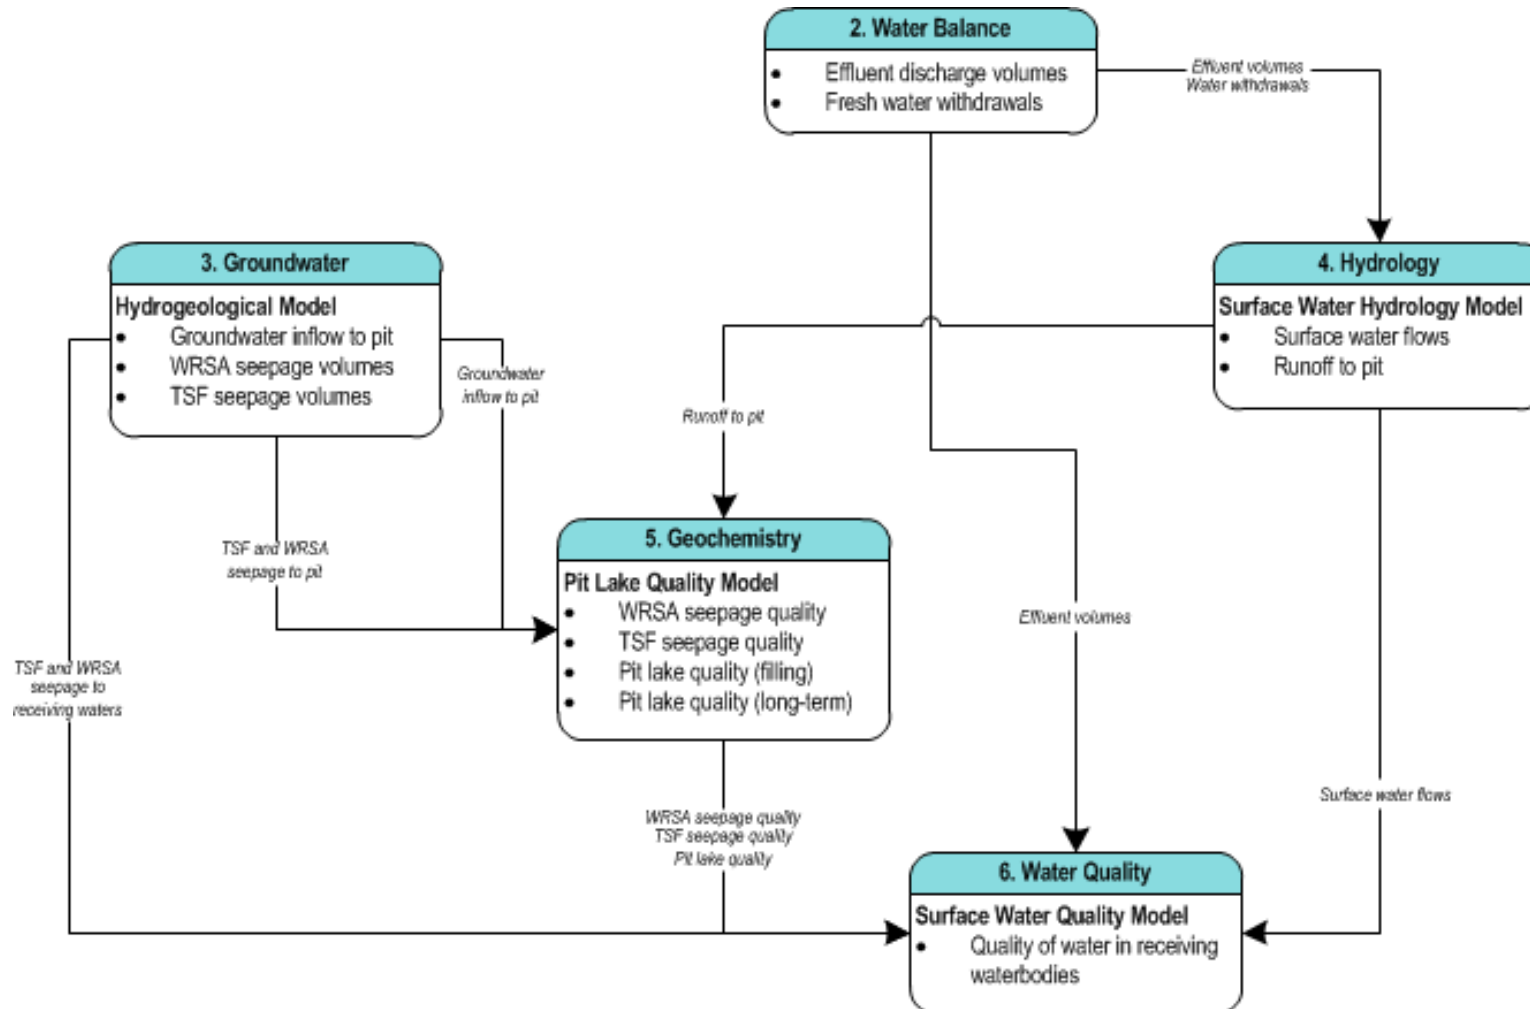 2. Water Balance
• Effluent discharge volumes
• Fresh water withdrawals
Effluent volumes
Water withdrawals
3. Groundwater
Hydrogeological Model
• Groundwater inflow to pit
• WRSA seepage volumes
• TSF seepage volumes
4. Hydrology
Surface Water Hydrology Model
• Surface water flows
• Runoff to pit
Groundwater
inflow to pit
Runoff to pit
TSF and WRSA
seepage to pit
5. Geochemistry
Pit Lake Quality Model
• WRSA seepage quality
• TSF seepage quality
• Pit lake quality (filling)
• Pit lake quality (long-term)
Effluent volumes
TSF and WRSA
seepage to
receiving waters
WRSA seepage quality
TSF seepage quality
Pit lake quality
Surface water flows
6. Water Quality
Surface Water Quality Model
• Quality of water in receiving
waterbodies